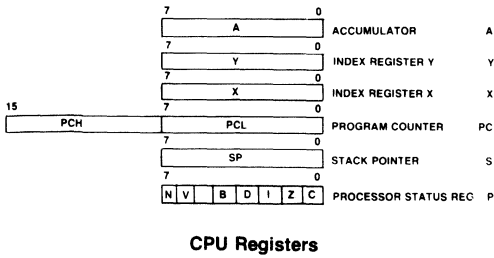 7 0
A ACCUMULATOR A
7 0
Y INDEX REGISTER Y Y
7 0
X INDEX REGISTER X X
15 7 0
PCH PCL PROGRAM COUNTER PC
7 0
SP STACK POINTER S
7 0
N V B D I Z C PROCESSOR STATUS REG P
CPU Registers